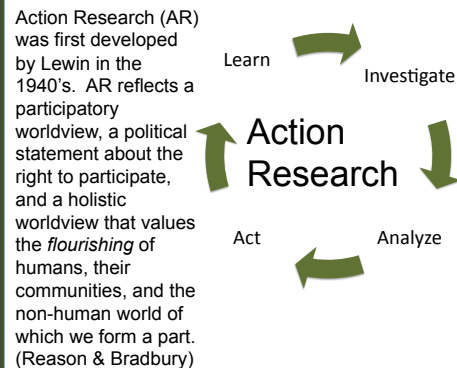 Action Research (AR)
was first developed
by Lewin in the
1940’s.  AR reflects a
participatory
worldview, a political
statement about the
right to participate,
and a holistic
worldview that values
the flourishing of
humans, their
communities, and the
non-human world of
which we form a part.
(Reason & Bradbury)
Learn
Investigate
Action
Research
Act
Analyze